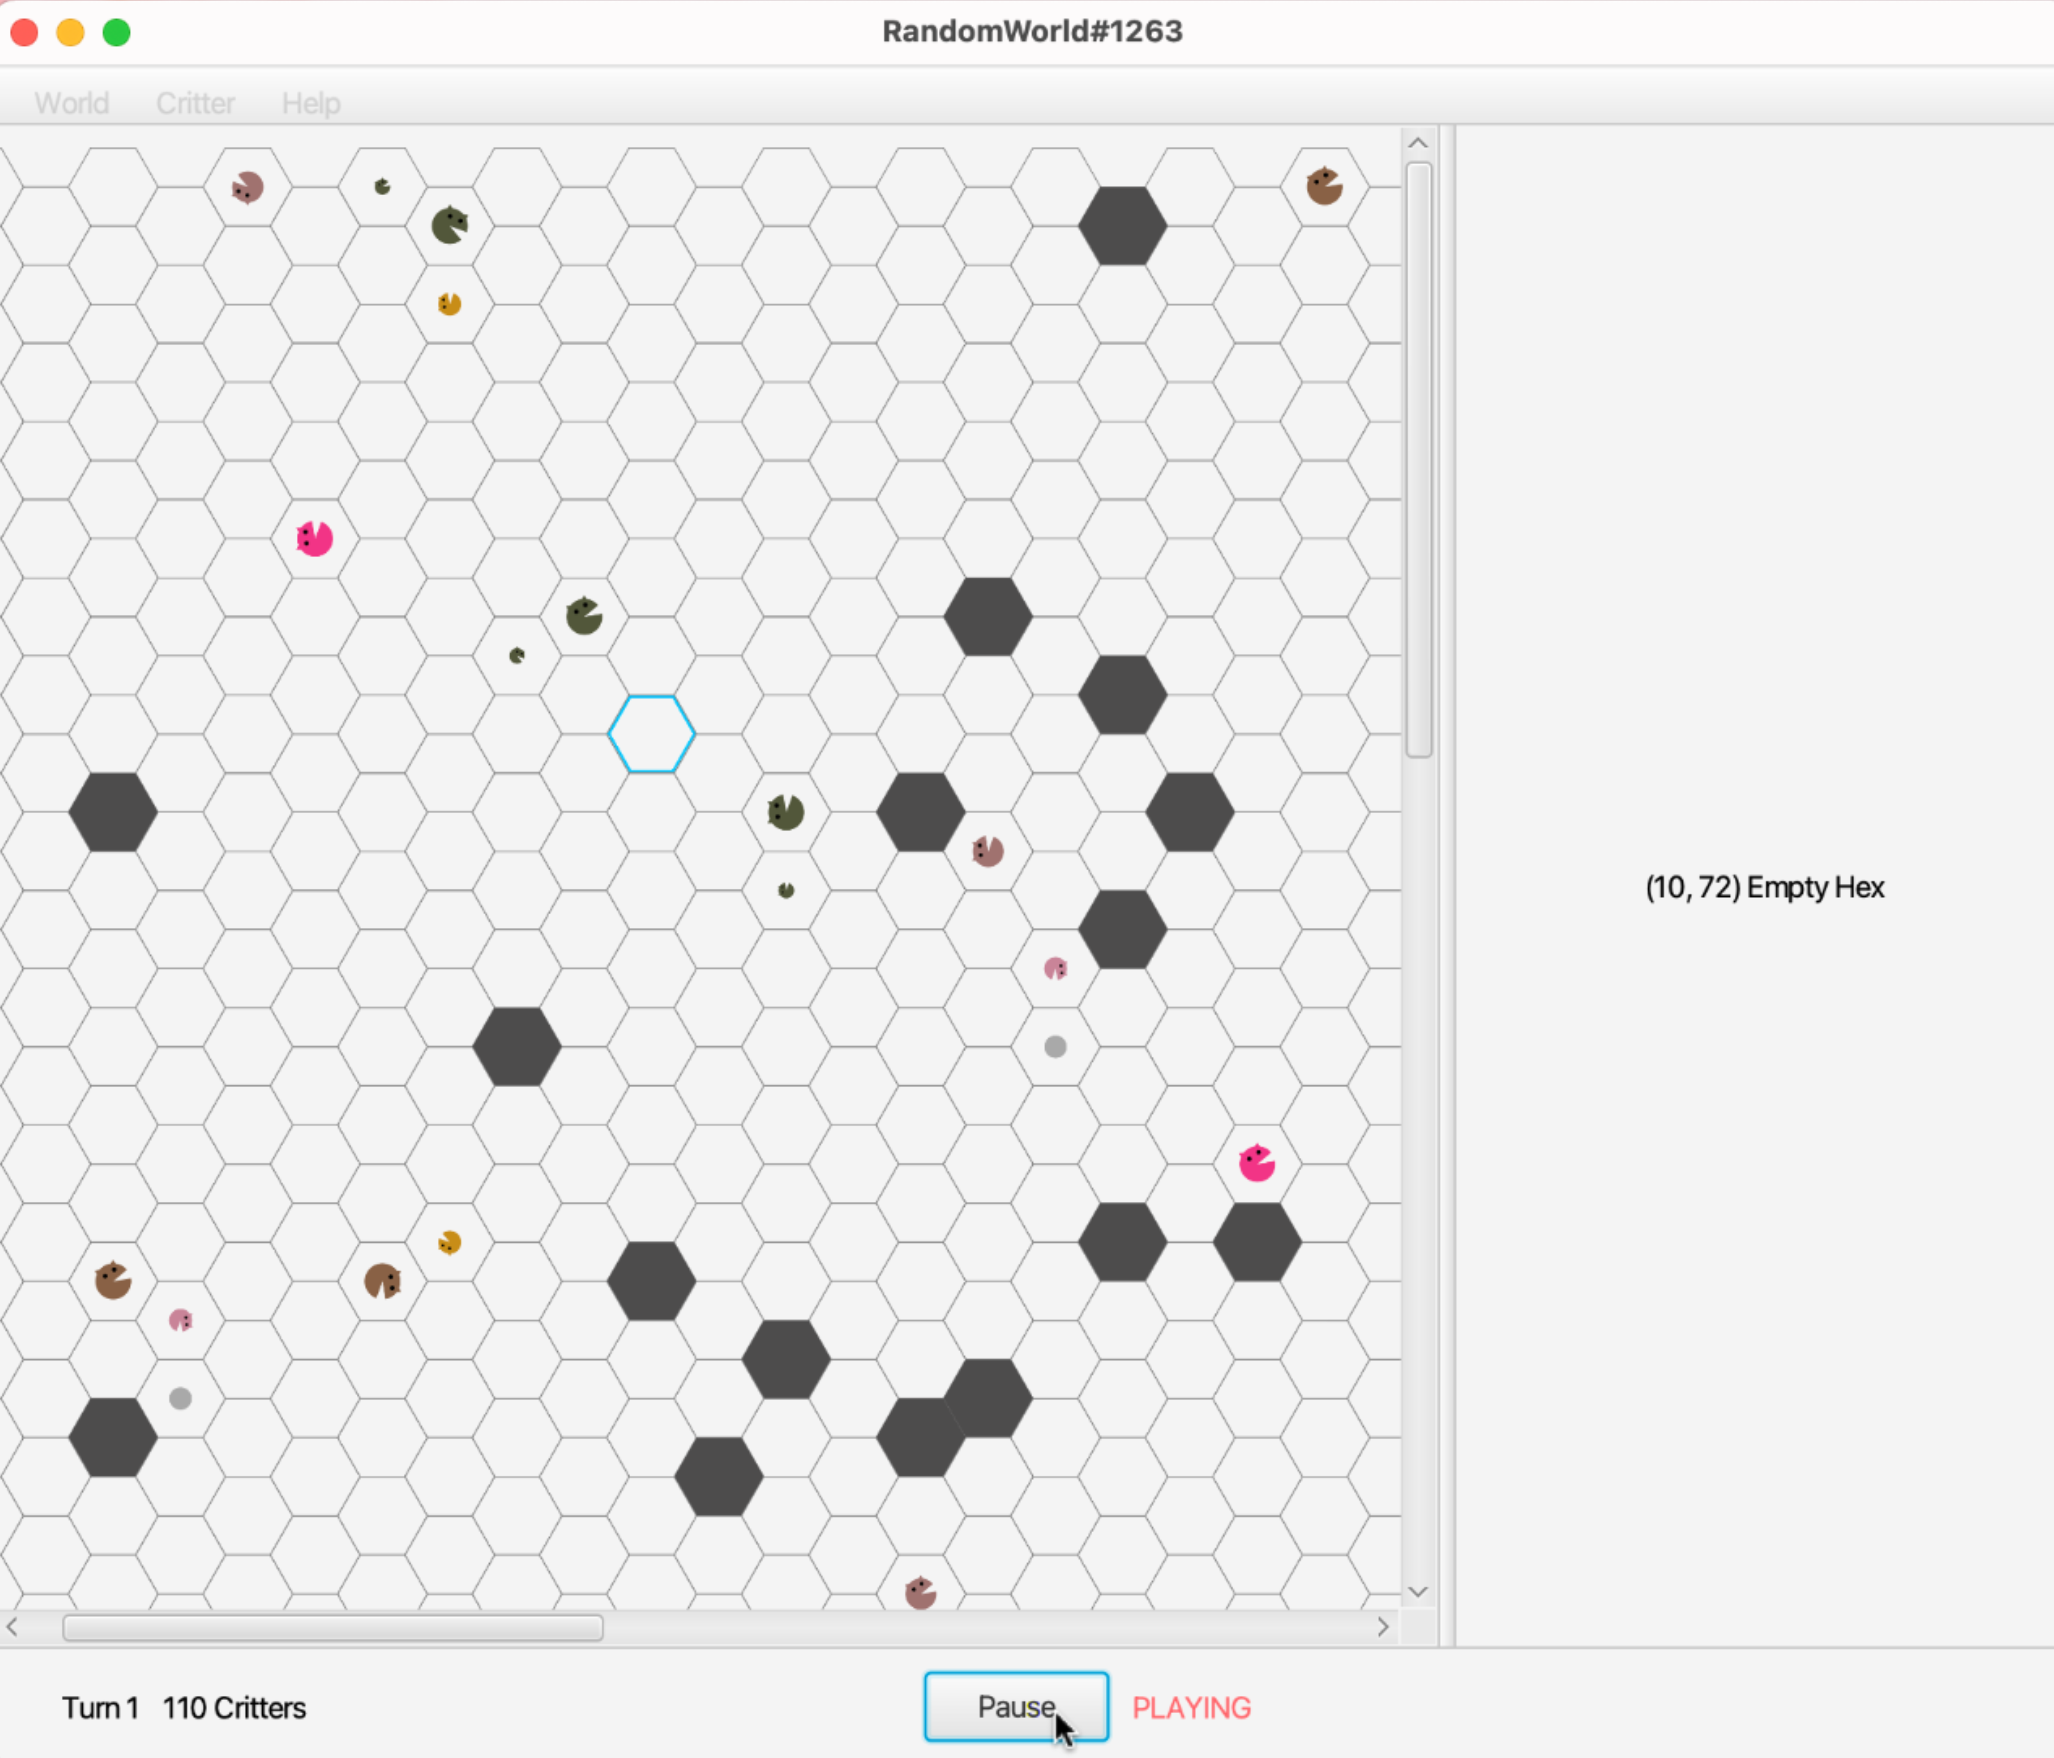 RandomWorld#1263
World Critter Help
(10, 72) Empty Hex
Turn 1 110 Critters
Pause
PLAYING